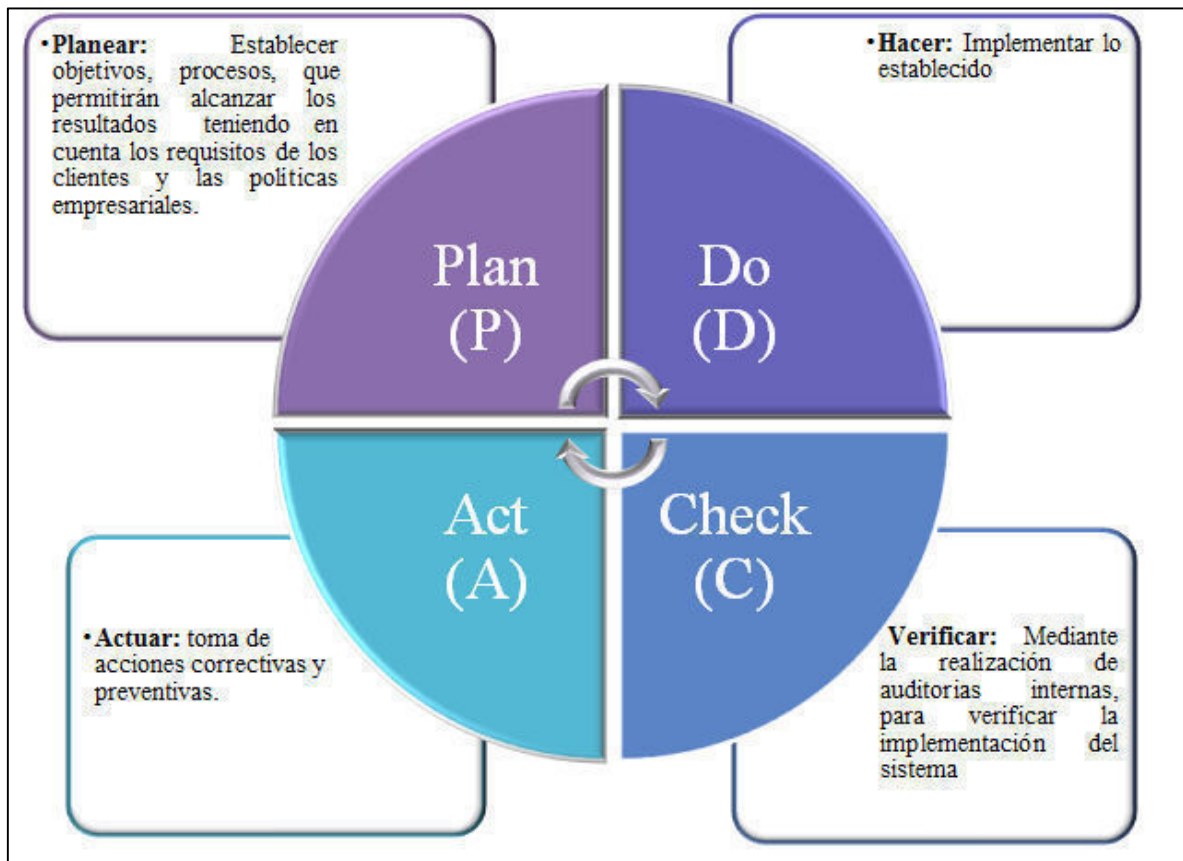 •Planear: Establecer
objetivos, procesos, que
permitirán alcanzar los
resultados teniendo en
cuenta los requisitos de los
clientes y las políticas
empresariales.
•Hacer: Implementar lo
establecido
Plan
(P)
Do
(D)
Act
(A)
Check
(C)
•Actuar: toma de
acciones correctivas y
preventivas.
Verificar: Mediante
la realización de
auditorias internas,
para verificar la
implementación del
sistema